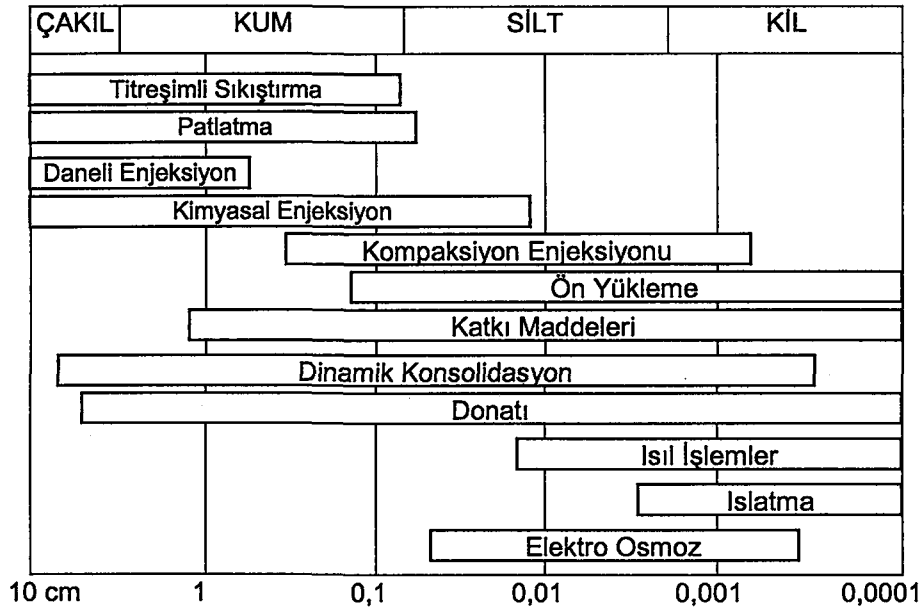 ÇAKIL KUM SİLT KİL
Titreşimli Sıkıştırma
Patlatma
Daneli Enjeksiyon
Kimyasal Enjeksiyon
Kompaksiyon Enjeksiyonu
Ön Yükleme
Katkı Maddeleri
Dinamik Konsolidasyon
Donatı
Isıl İşlemler
Islatma
Elektro Osmoz
10 cm 1 0,1 0,01 0,001 0,0001